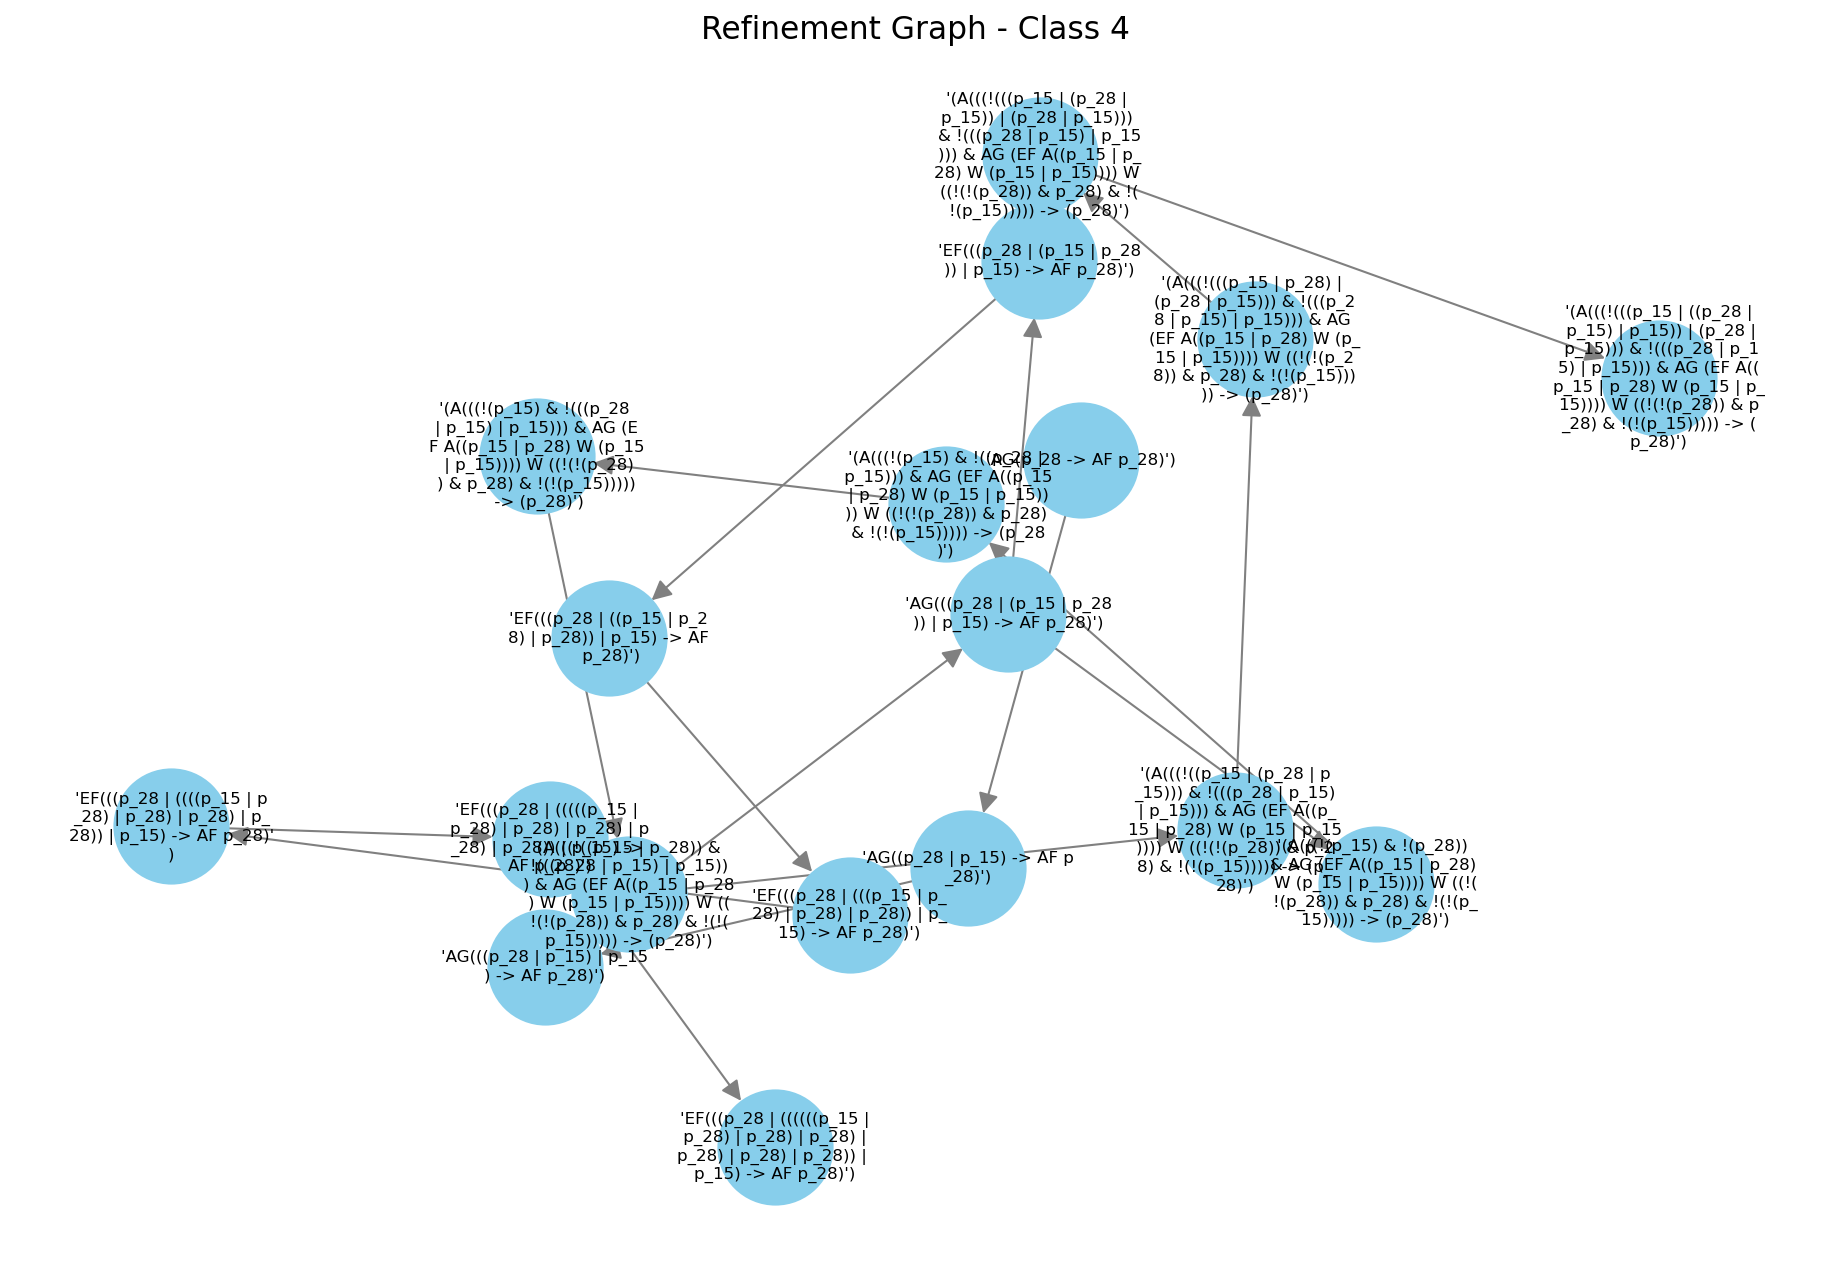 Refinement Graph - Class 4
'(A(((!(((p_15 | (p_28 |
p_15)) | (p_28 | p_15)))
& !(((p_28 | p_15) | p_15
))) & AG (EF A((p_15 | p_
28) W (p_15 | p_15)))) W
((!(!(p_28)) & p_28) & !(
!(p_15))))) -> (p_28)')
'EF(((p_28 | (p_15 | p_28
)) | p_15) -> AF p_28)')
'(A(((!(((p_15 | p_28) |
(p_28 | p_15))) & !(((p_2
8 | p_15) | p_15))) & AG
(EF A((p_15 | p_28) W (p_
15 | p_15)))) W ((!(!(p_2
8)) & p_28) & !(!(p_15)))
)) -> (p_28)')
'(A(((!(((p_15 | ((p_28 |
p_15) | p_15)) | (p_28 |
p_15))) & !(((p_28 | p_1
5) | p_15))) & AG (EF A((
p_15 | p_28) W (p_15 | p_
15)))) W ((!(!(p_28)) & p
_28) & !(!(p_15))))) -> (
p_28)')
'(A(((!(p_15) & !(((p_28
| p_15) | p_15))) & AG (E
F A((p_15 | p_28) W (p_15
| p_15)))) W ((!(!(p_28)
) & p_28) & !(!(p_15)))))
-> (p_28)')
'(A(((!(p_15) & !((p_28 |
p_15))) & AG (EF A((p_15
| p_28) W (p_15 | p_15))
)) W ((!(!(p_28)) & p_28)
& !(!(p_15))))) -> (p_28
)')
'AG(p_28 -> AF p_28)')
'AG(((p_28 | (p_15 | p_28
)) | p_15) -> AF p_28)')
'EF(((p_28 | ((p_15 | p_2
8) | p_28)) | p_15) -> AF
p_28)')
'EF(((p_28 | ((((p_15 | p
_28) | p_28) | p_28) | p_
28)) | p_15) -> AF p_28)'
)
'EF(((p_28 | (((((p_15 |
p_28) | p_28) | p_28) | p
_28) | p_28)) | p_15) ->
AF p_28)')
& !(((p_28 | p_15) | p_15))
) & AG (EF A((p_15 | p_28
) W (p_15 | p_15)))) W ((
!(!(p_28)) & p_28) & !(!(
p_15))))) -> (p_28)')
'AG(((p_28 | p_15) | p_15
) -> AF p_28)')
'EF(((p_28 | (((p_15 | p_
28) | p_28) | p_28)) | p_
15) -> AF p_28)')
'AG((p_28 | p_15) -> AF p
_28)')
'(A(((!((p_15 | (p_28 | p
_15))) & !(((p_28 | p_15)
| p_15))) & AG (EF A((p_
15 | p_28) W (p_15 | p_15
)))) W ((!(!(p_28)) & p_2
8) & !(!(p_15))))) -> (p_
28)')
'(A(((!(p_15) & !(p_28))
& AG (EF A((p_15 | p_28)
W (p_15 | p_15)))) W ((!(
!(p_28)) & p_28) & !(!(p_
15))))) -> (p_28)')
'EF(((p_28 | ((((((p_15 |
p_28) | p_28) | p_28) |
p_28) | p_28) | p_28)) |
p_15) -> AF p_28)')